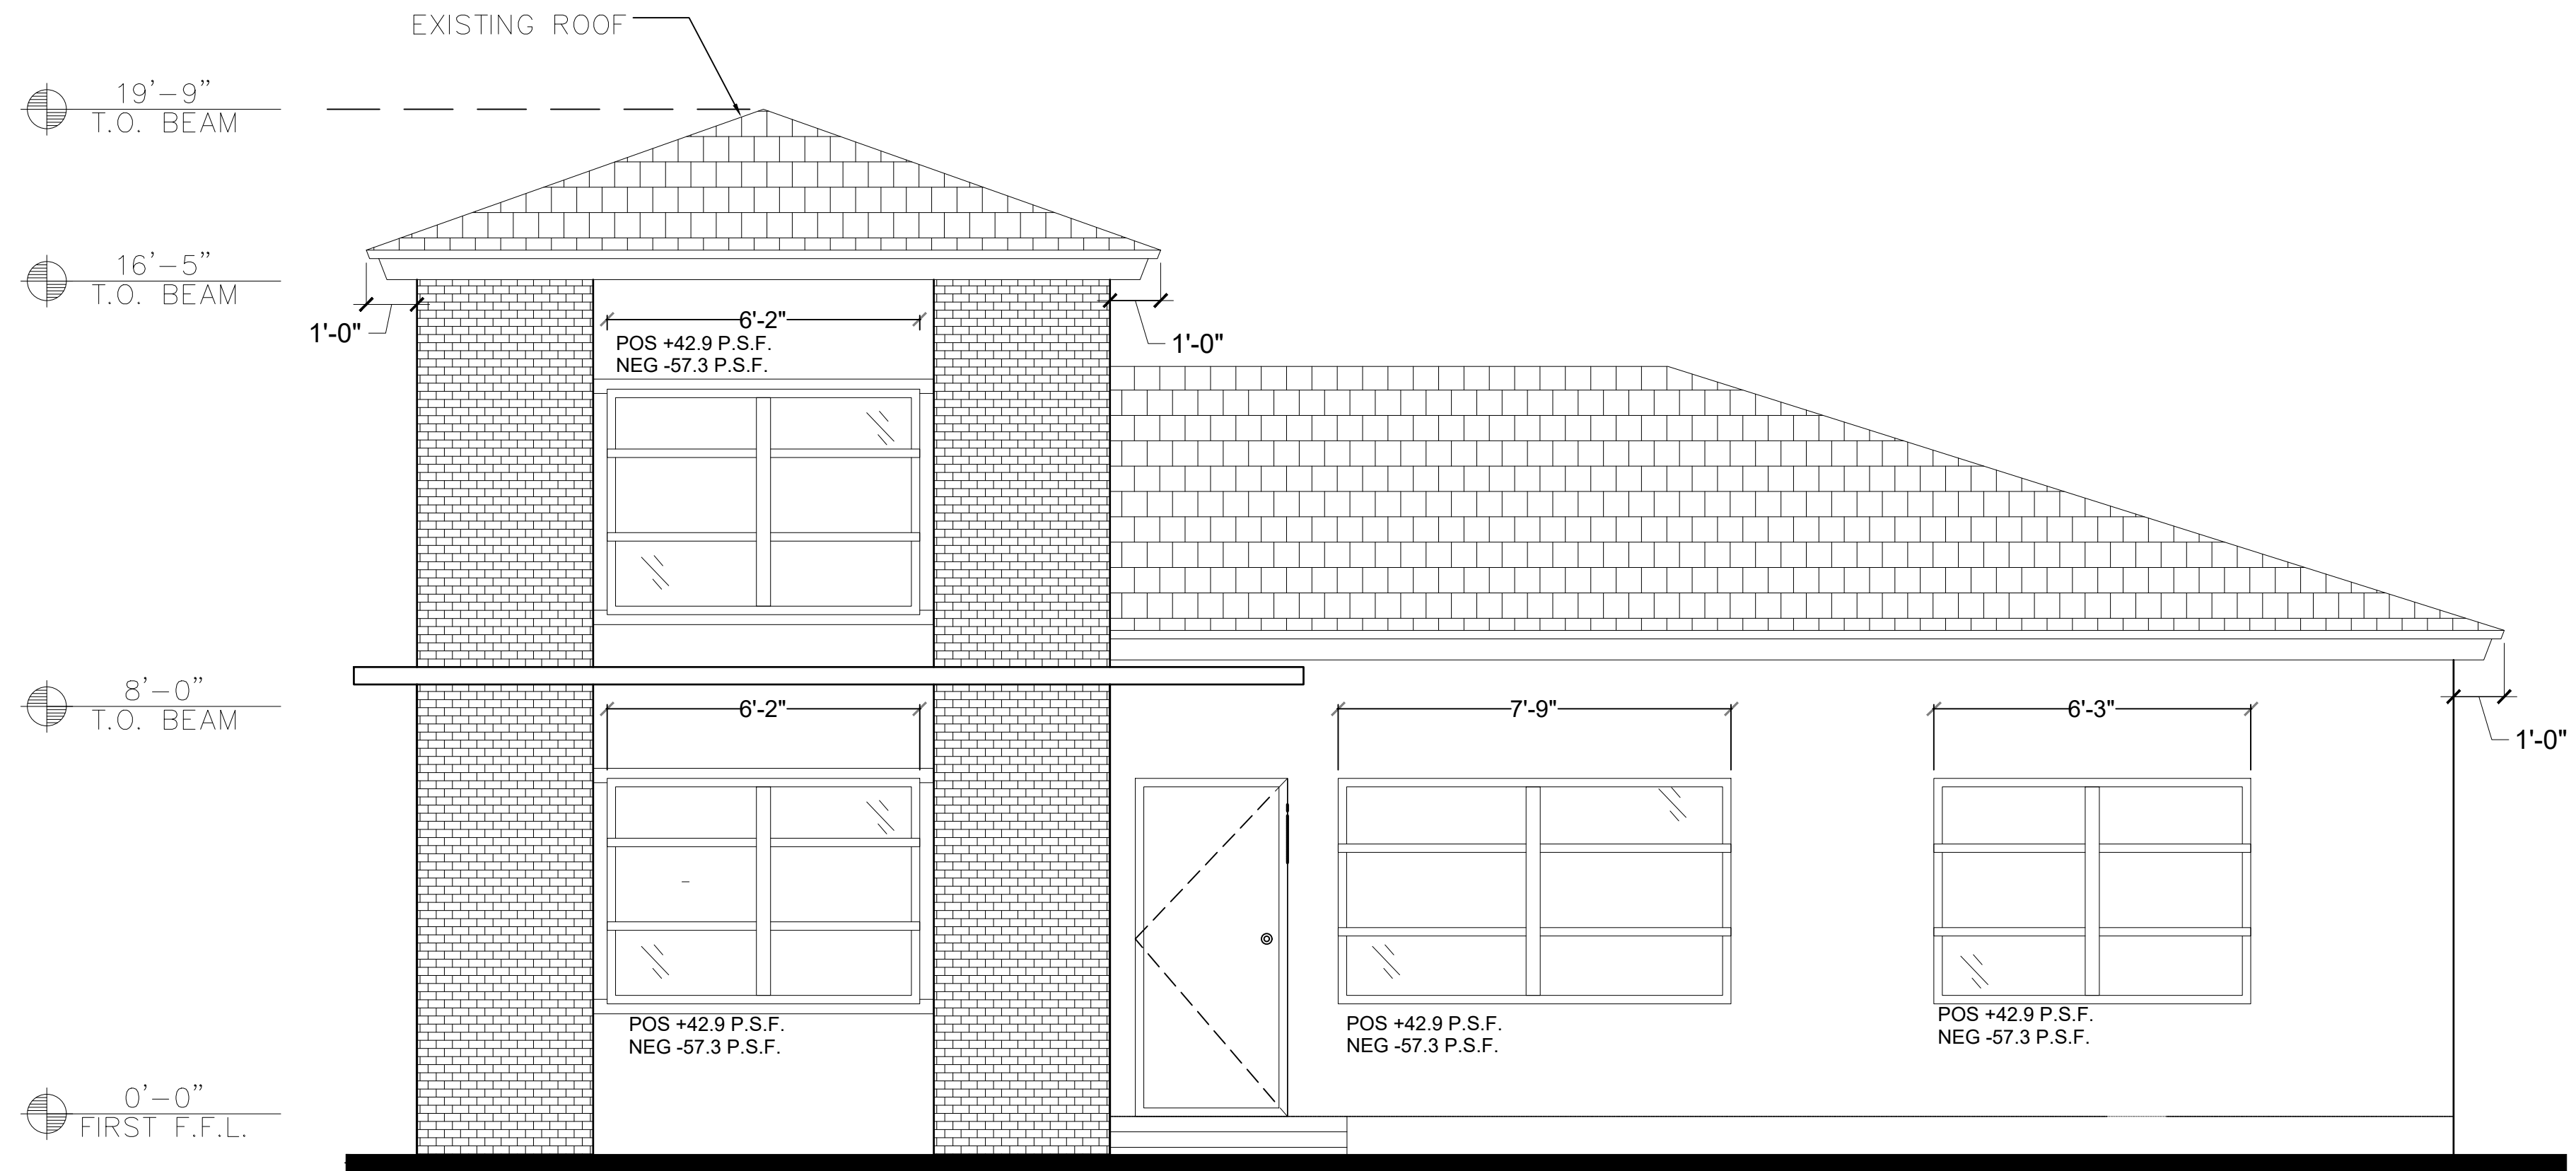 EXISTING ROOF
19'-9"
T.O. BEAM
16'-5"
T.O. BEAM
1'-0"
6'-2"
1'-0"
POS +42.9 P.S.F.
NEG -57.3 P.S.F.
8'-0"
T.O. BEAM
6'-2"
7'-9"
6'-3"
1'-0"
POS +42.9 P.S.F.
NEG -57.3 P.S.F.
POS +42.9 P.S.F.
NEG -57.3 P.S.F.
POS +42.9 P.S.F.
NEG -57.3 P.S.F.
0'-0"
FIRST F.F.L.